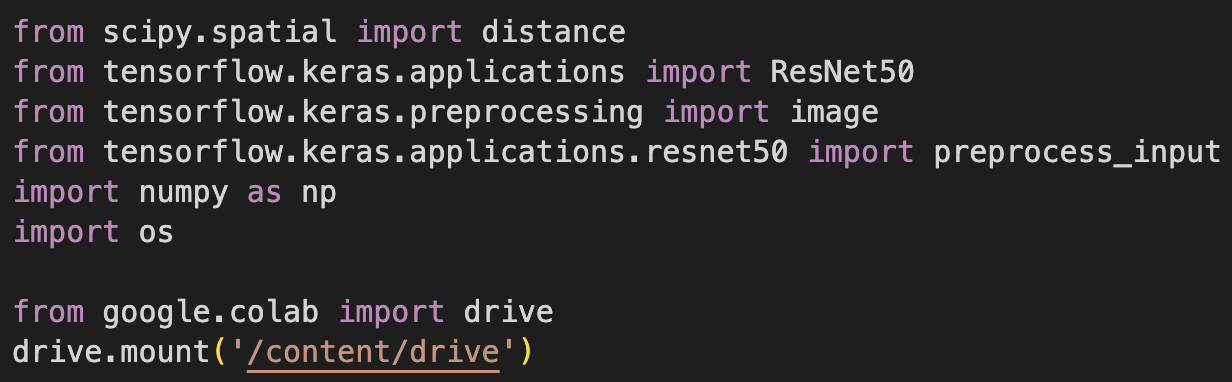 from scipy.spatial import distance
from tensorflow.keras.applications import ResNet50
from tensorflow.keras.preprocessing import image
from tensorflow.keras.applications.resnet50 import preprocess_input
import numpy as np
import os
from google.colab import drive
drive.mount('/content/drive')